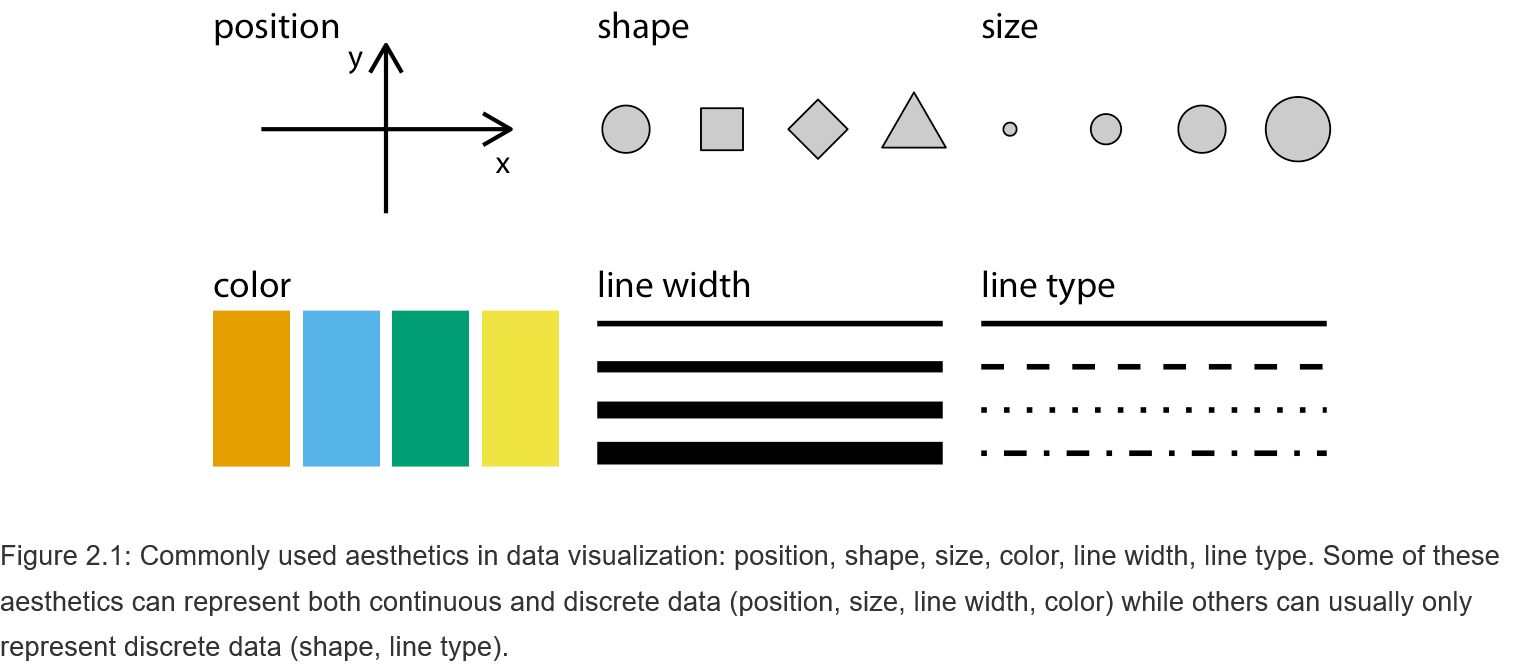 position
shape
size
y
x
color
line width
line type
Figure 2.1: Commonly used aesthetics in data visualization: position, shape, size, color, line width, line type. Some of these
aesthetics can represent both continuous and discrete data (position, size, line width, color) while others can usually only
represent discrete data (shape, line type).